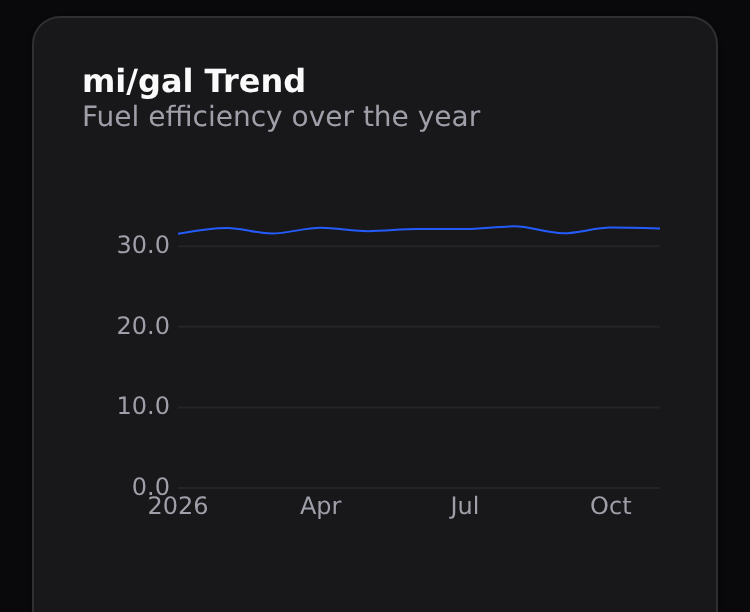 mi/gal Trend
Fuel efficiency over the year
30.0
20.0
10.0
0.0
2026 Apr Jul Oct